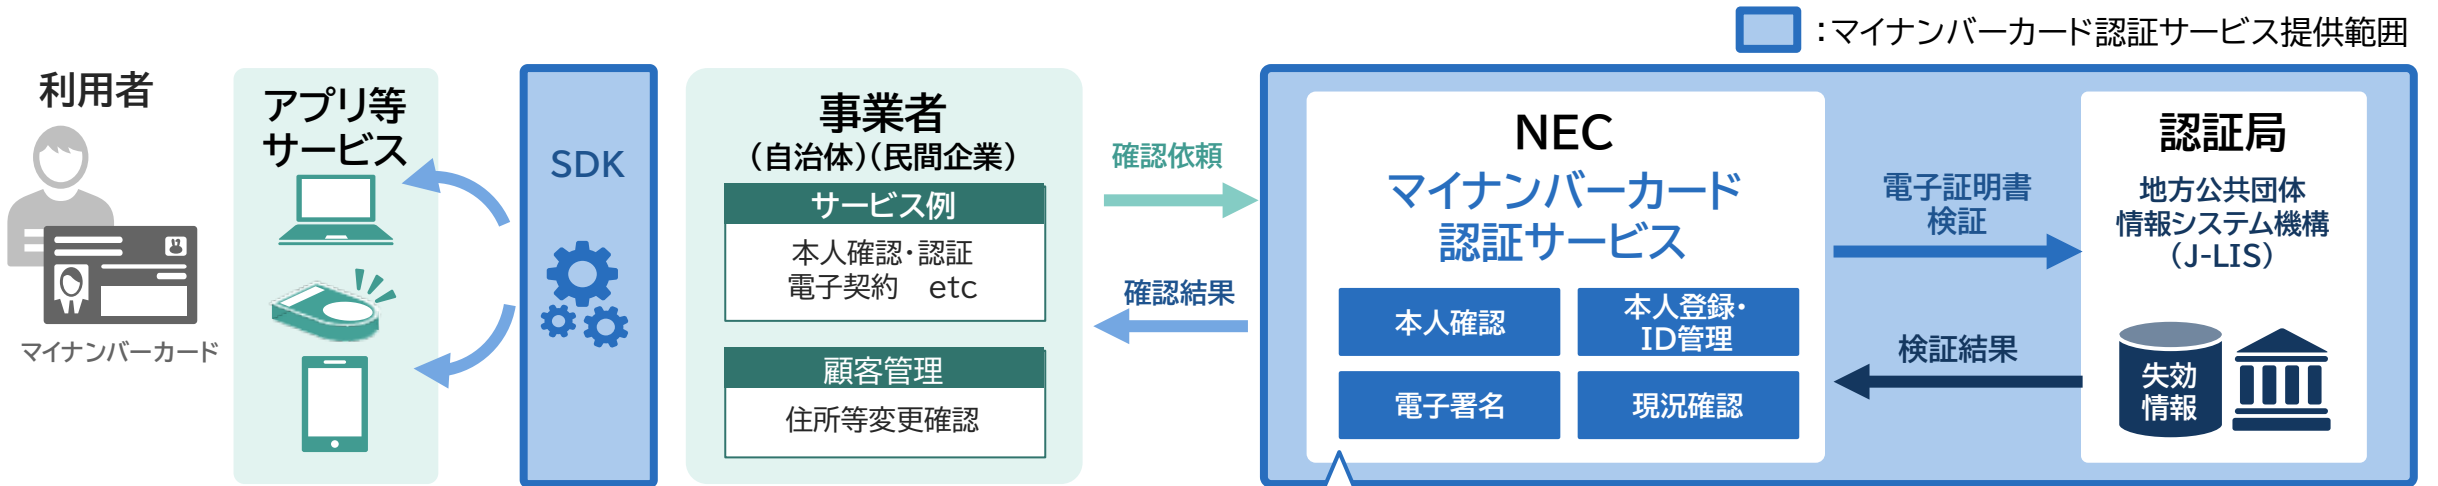 :マイナンバーカード認証サービス提供範囲
利用者
マイナンバーカード
アプリ等
サービス
SDK
事業者
(自治体)(民間企業)
サービス例
本人確認・認証
電子契約 etc
顧客管理
住所等変更確認
確認依頼
確認結果
NEC
マイナンバーカード
認証サービス
本人確認
本人登録・
ID管理
電子署名
現況確認
電子証明書
検証
検証結果
認証局
地方公共団体
情報システム機構
(J-LIS)
失効
情報